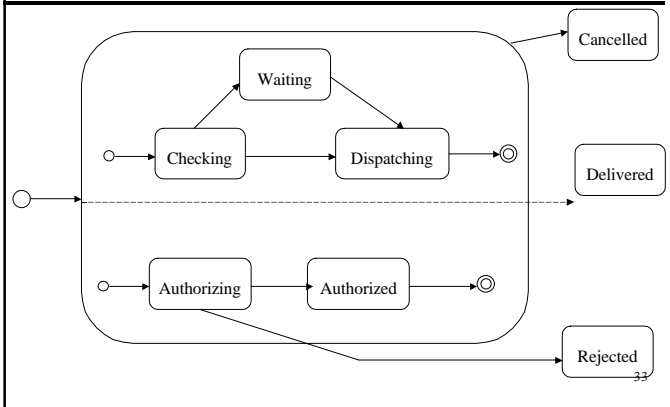 Cancelled
Waiting
Checking
Dispatching
Delivered
Authorizing
Authorized
Rejected
33